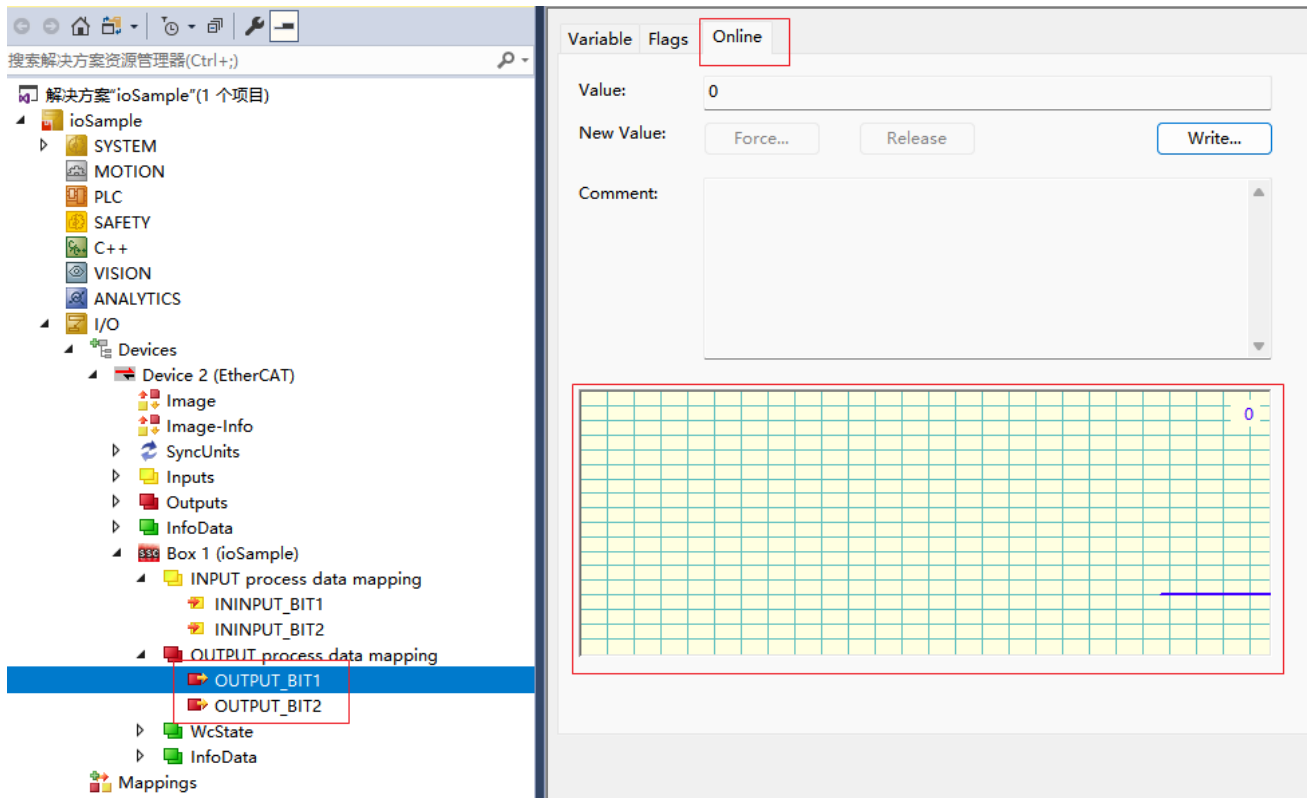 搜索解决方案资源管理器(Ctrl+;)
解决方案"ioSample"(1 个项目)
ioSample
SYSTEM
MOTION
PLC
SAFETY
C++
VISION
ANALYTICS
I/O
Devices
Device 2 (EtherCAT)
Image
Image-Info
SyncUnits
Inputs
Outputs
InfoData
Box 1 (ioSample)
INPUT process data mapping
ININPUT_BIT1
ININPUT_BIT2
OUTPUT process data mapping
OUTPUT_BIT1
OUTPUT_BIT2
WcState
InfoData
Mappings
Variable Flags Online
Value: 0
New Value: Force... Release Write...
Comment:
0